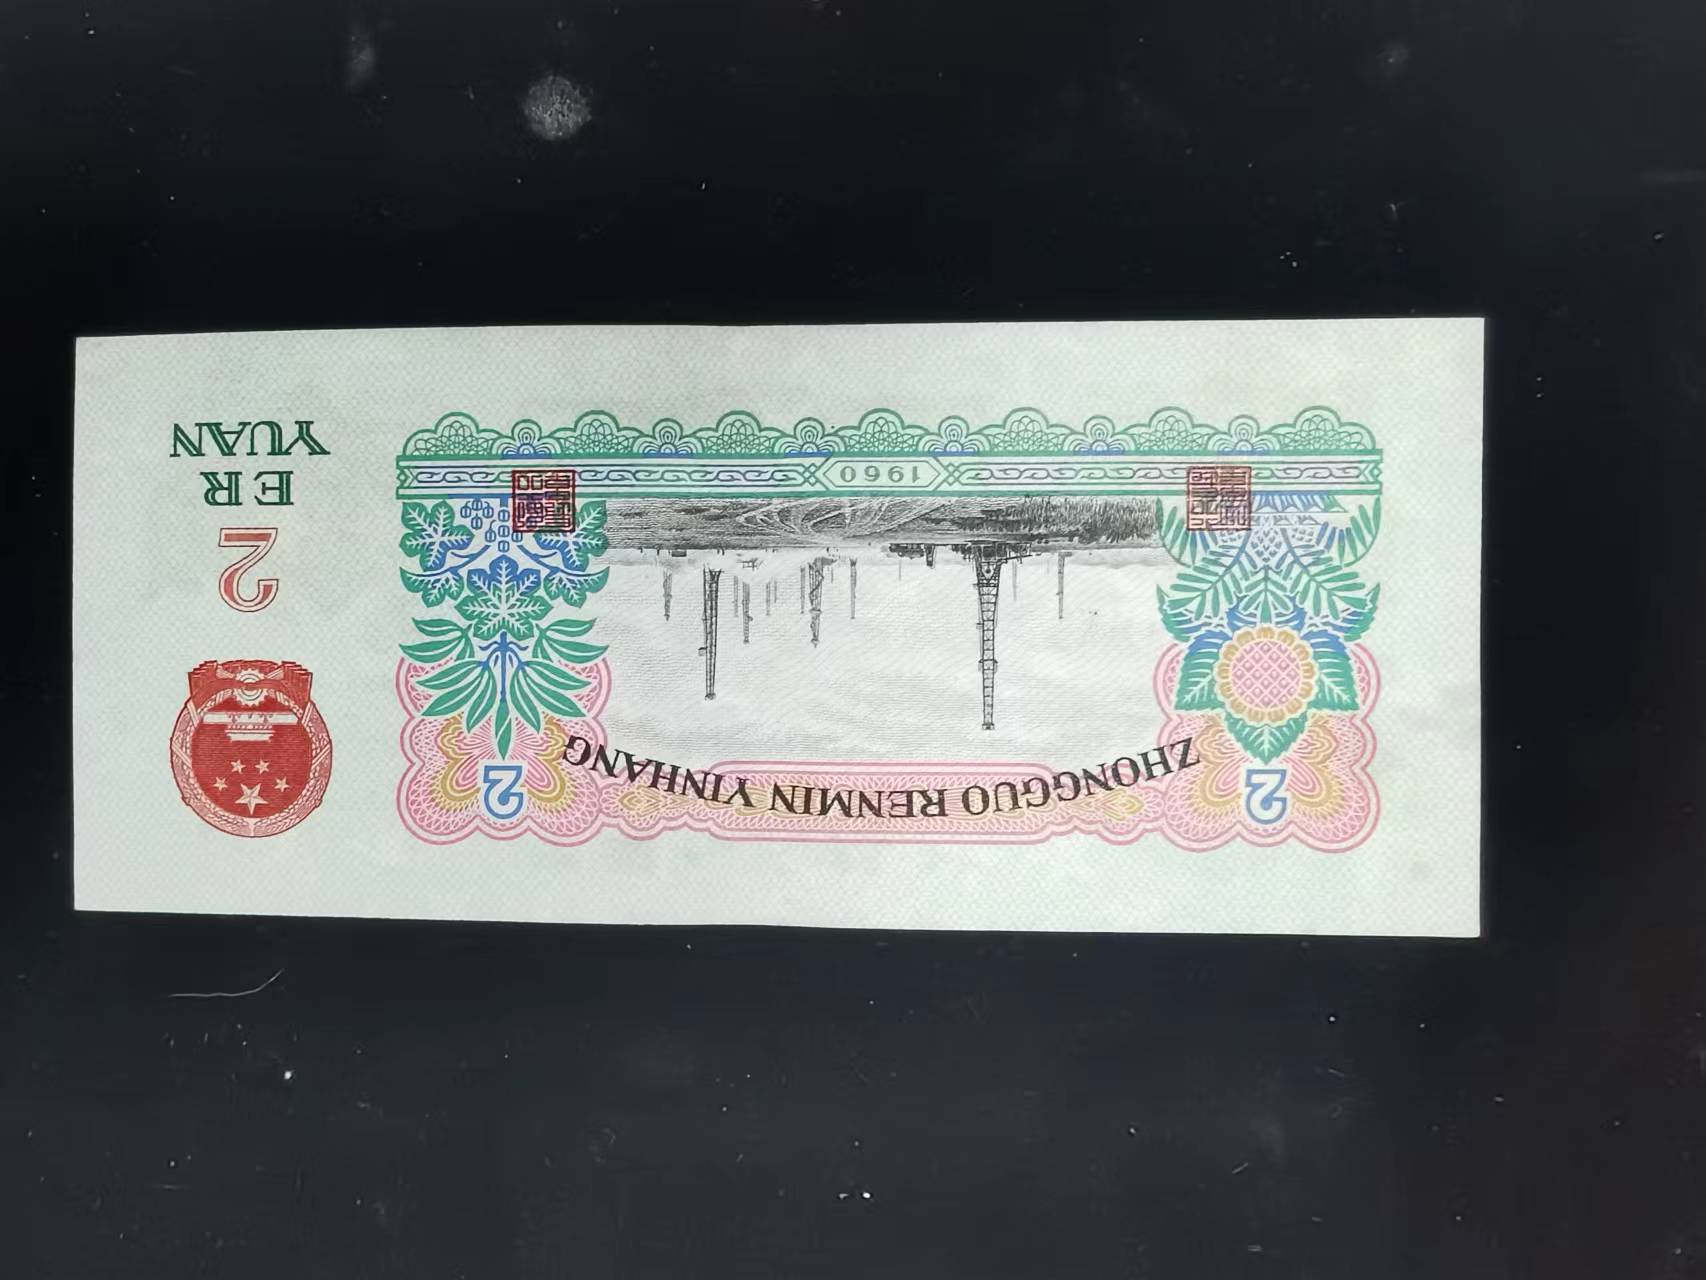 ZHONGGUO RENMIN YINHANG
2
2
1960
2
ER
YUAN